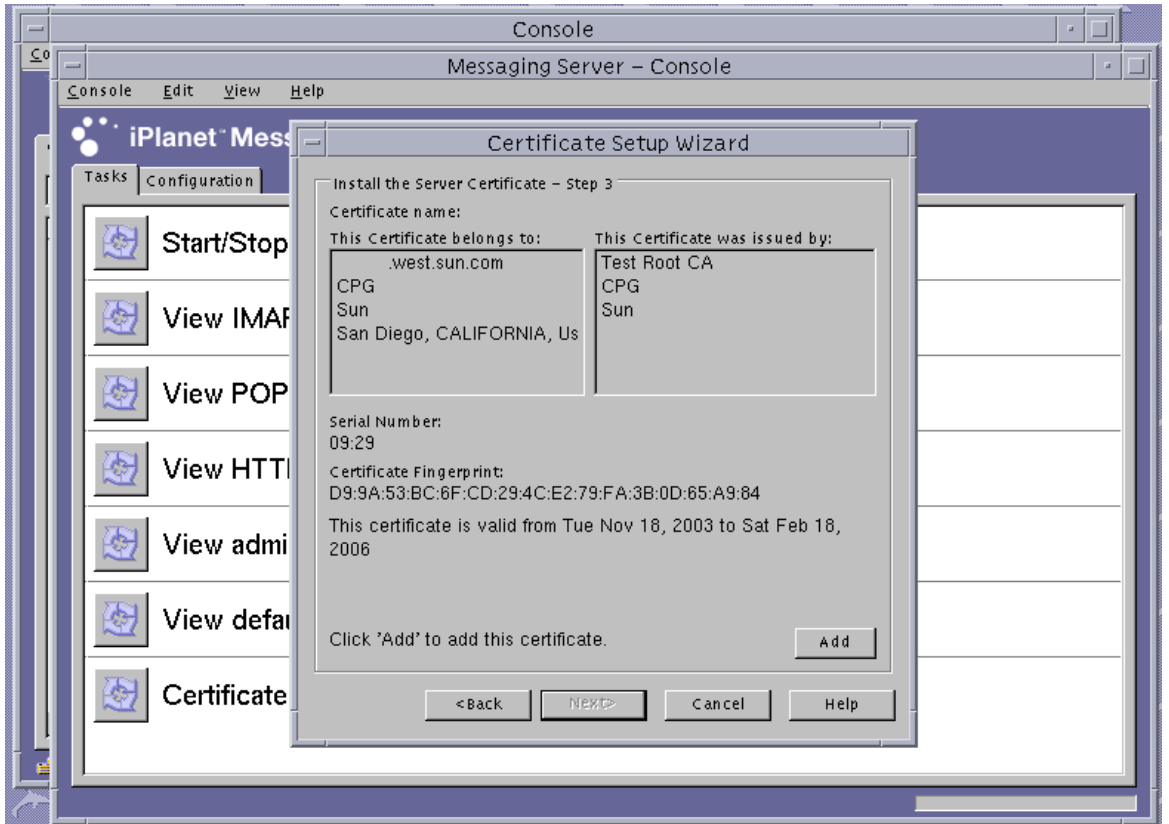 Console
Co
Messaging Server – Console
Console Edit View Help
iPlanet™ Mess
Certificate Setup Wizard
Tasks Configuration
Install the Server Certificate – Step 3
Certificate name:
This Certificate belongs to:
.west.sun.com
CPG
Sun
San Diego, CALIFORNIA, Us
This Certificate was issued by:
Test Root CA
CPG
Sun
Serial Number:
09:29
Certificate Fingerprint:
D9:9A:53:BC:6F:CD:29:4C:E2:79:FA:3B:0D:65:A9:84
This certificate is valid from Tue Nov 18, 2003 to Sat Feb 18,
2006
Click 'Add' to add this certificate.
Add
<Back Next> Cancel Help
Start/Stop
View IMAP
View POP
View HTTP
View admi
View defau
Certificate